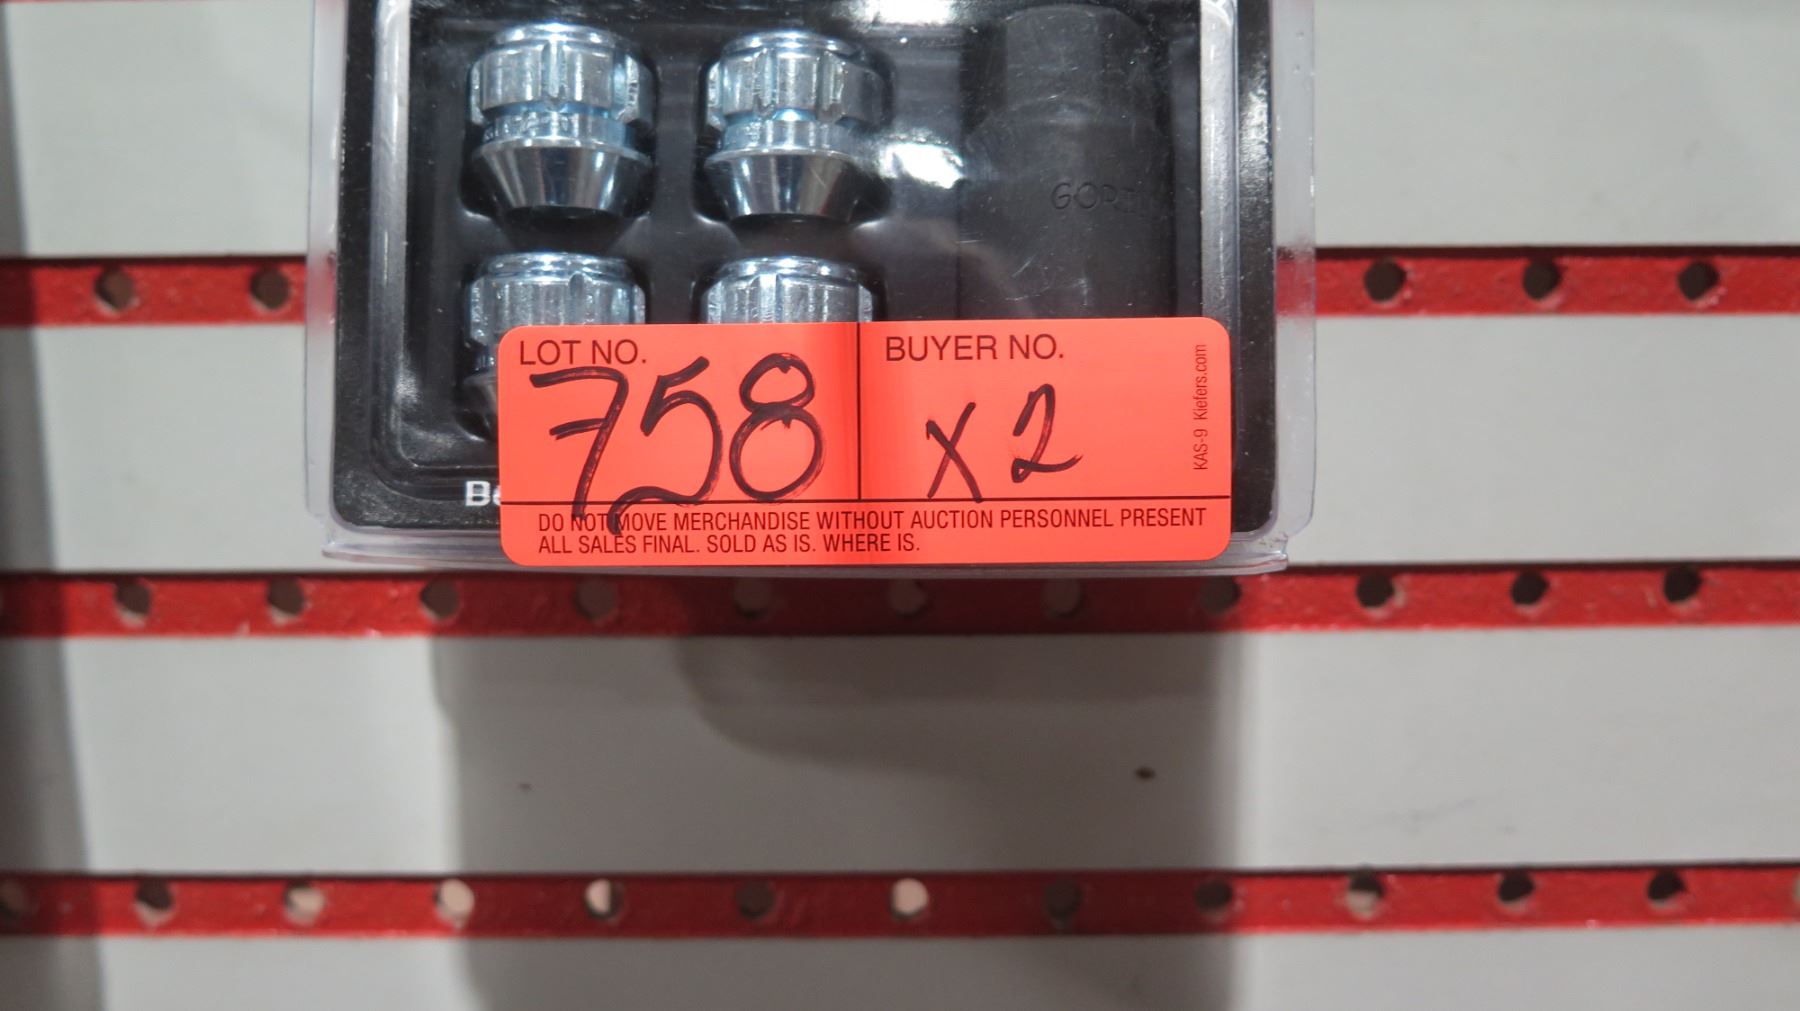 LOT NO.
758
BUYER NO.
X2
KAS-9 Kiefers.com
DO NOT MOVE MERCHANDISE WITHOUT AUCTION PERSONNEL PRESENT
ALL SALES FINAL. SOLD AS IS. WHERE IS.